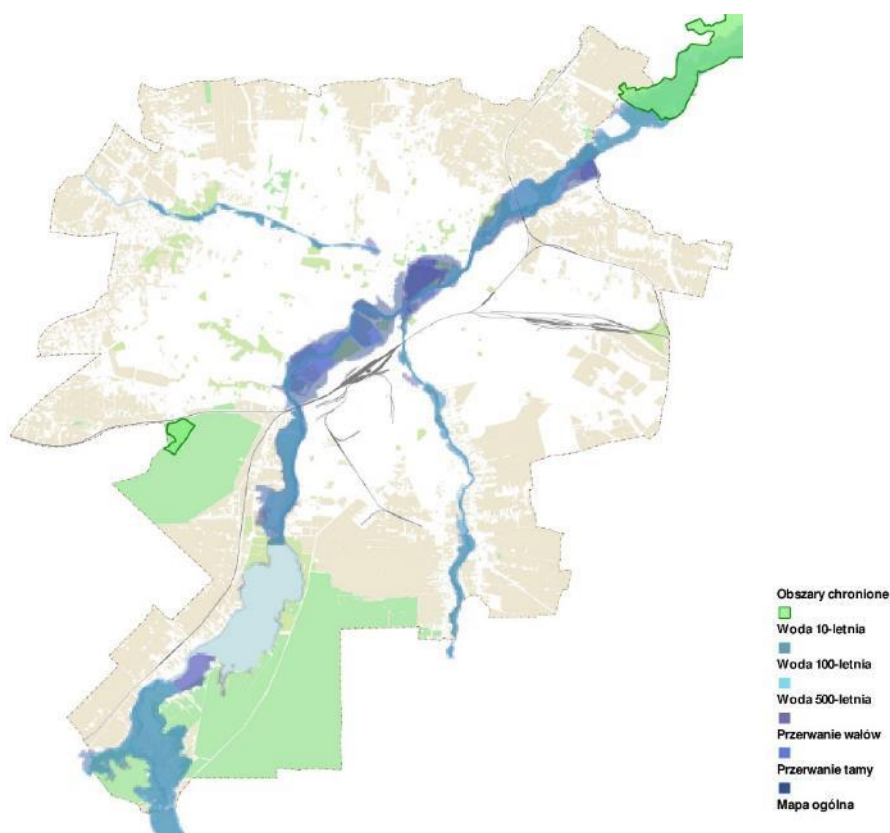 Obszary chronione
Woda 10-letnia
Woda 100-letnia
Woda 500-letnia
Przerwanie wałów
Przerwanie tamy
Mapa ogólna